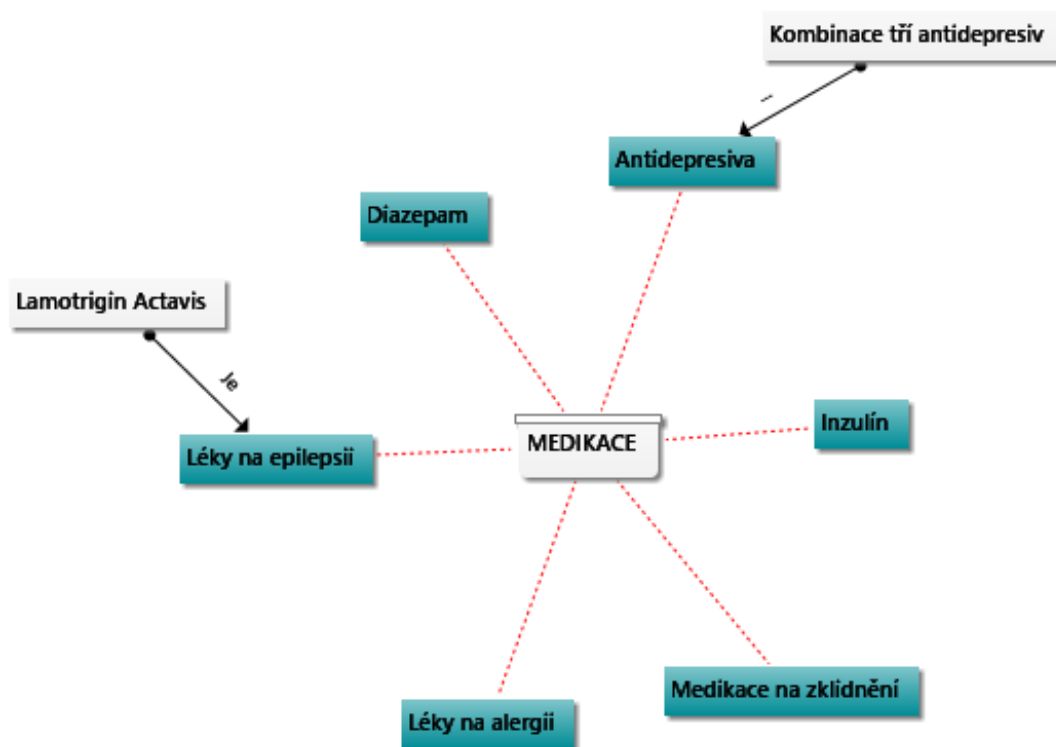 Kombinace tří antidepresiv
Antidepresiva
Diazepam
Lamotrigin Actavis
Je
Léky na epilepsii
MEDIKACE
Inzulín
Medikace na zklidnění
Léky na alergii